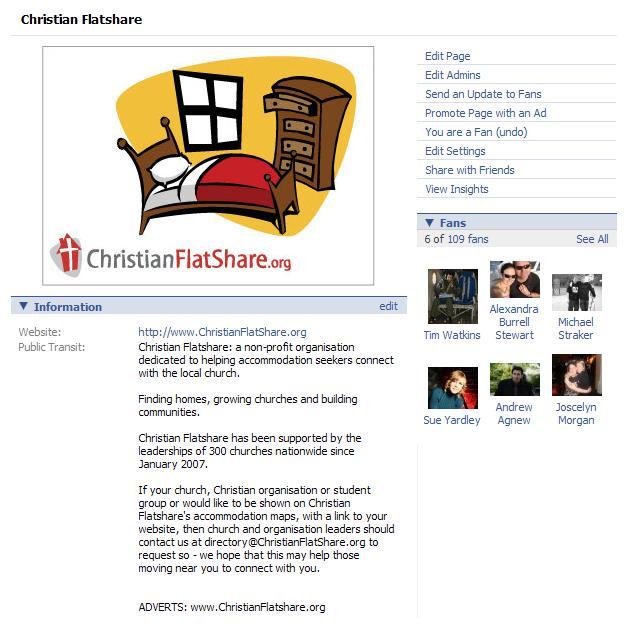 Christian Flatshare
ChristianFlatShare.org
Edit Page
Edit Admins
Send an Update to Fans
Promote Page with an Ad
You are a Fan (undo)
Edit Settings
Share with Friends
View Insights
Fans
6 of 109 fans See All
Tim Watkins
Alexandra
Burrell
Stewart
Michael
Straker
Sue Yardley
Andrew
Agnew
Joscelyn
Morgan
Information edit
Website: http://www.ChristianFlatShare.org
Public Transit: Christian Flatshare: a non-profit organisation
dedicated to helping accommodation seekers connect
with the local church.
Finding homes, growing churches and building
communities.
Christian Flatshare has been supported by the
leaderships of 300 churches nationwide since
January 2007.
If your church, Christian organisation or student
group or would like to be shown on Christian
Flatshare's accommodation maps, with a link to your
website, then church and organisation leaders should
contact us at directory@ChristianFlatShare.org to
request so - we hope that this may help those
moving near you to connect with you.
ADVERTS: www.ChristianFlatshare.org